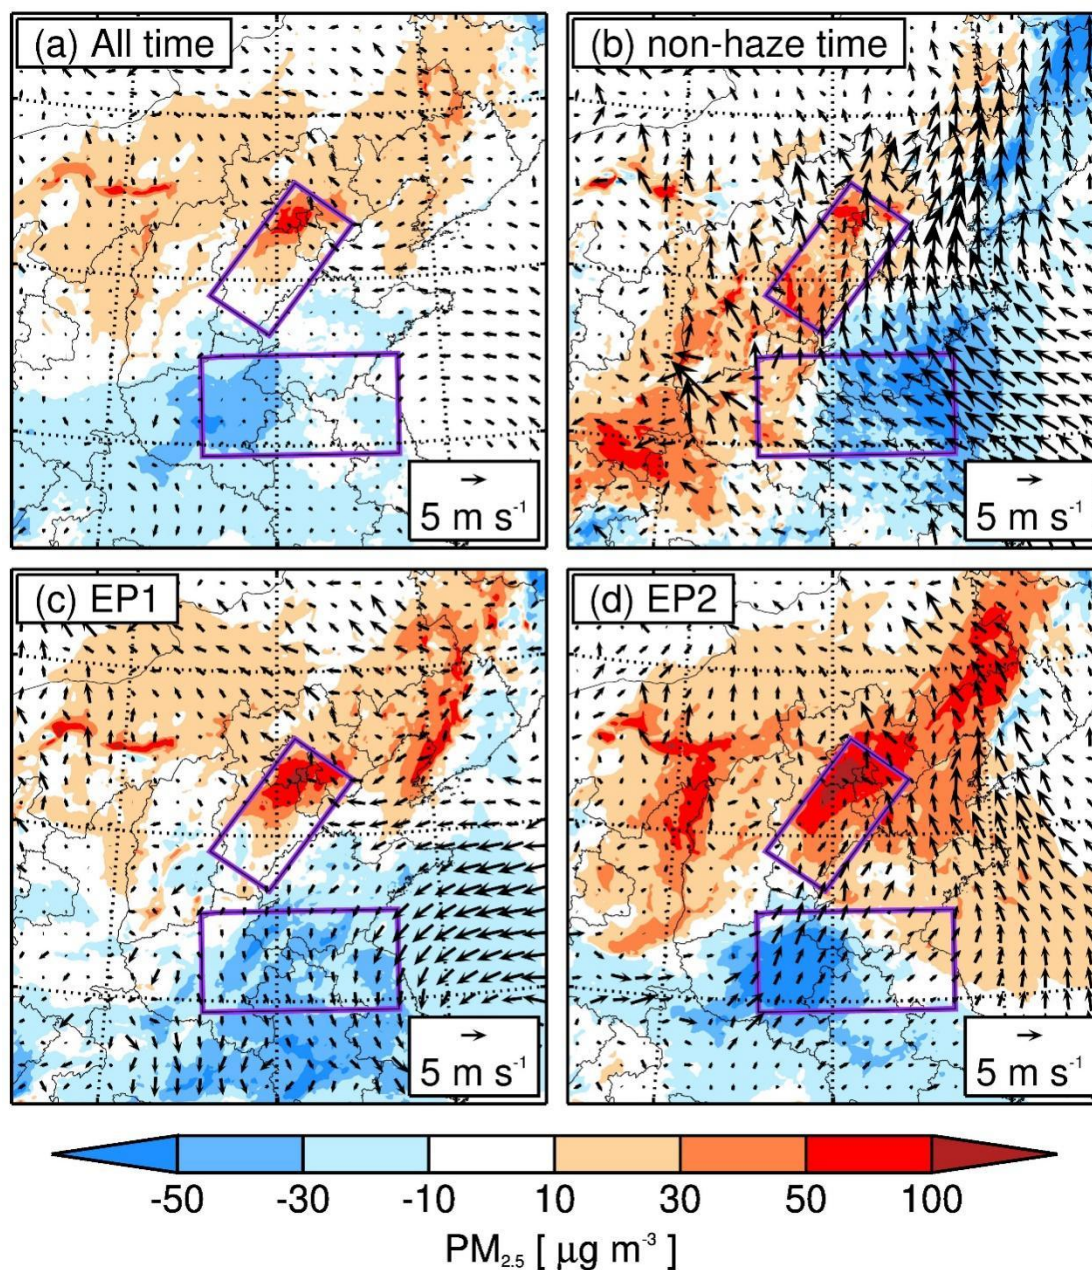 (a) All time
(b) non-haze time
5 m s⁻¹
5 m s⁻¹
(c) EP1
(d) EP2
5 m s⁻¹
5 m s⁻¹
-50 -30 -10 10 30 50 100
PM₂.₅ [ μg m⁻³ ]